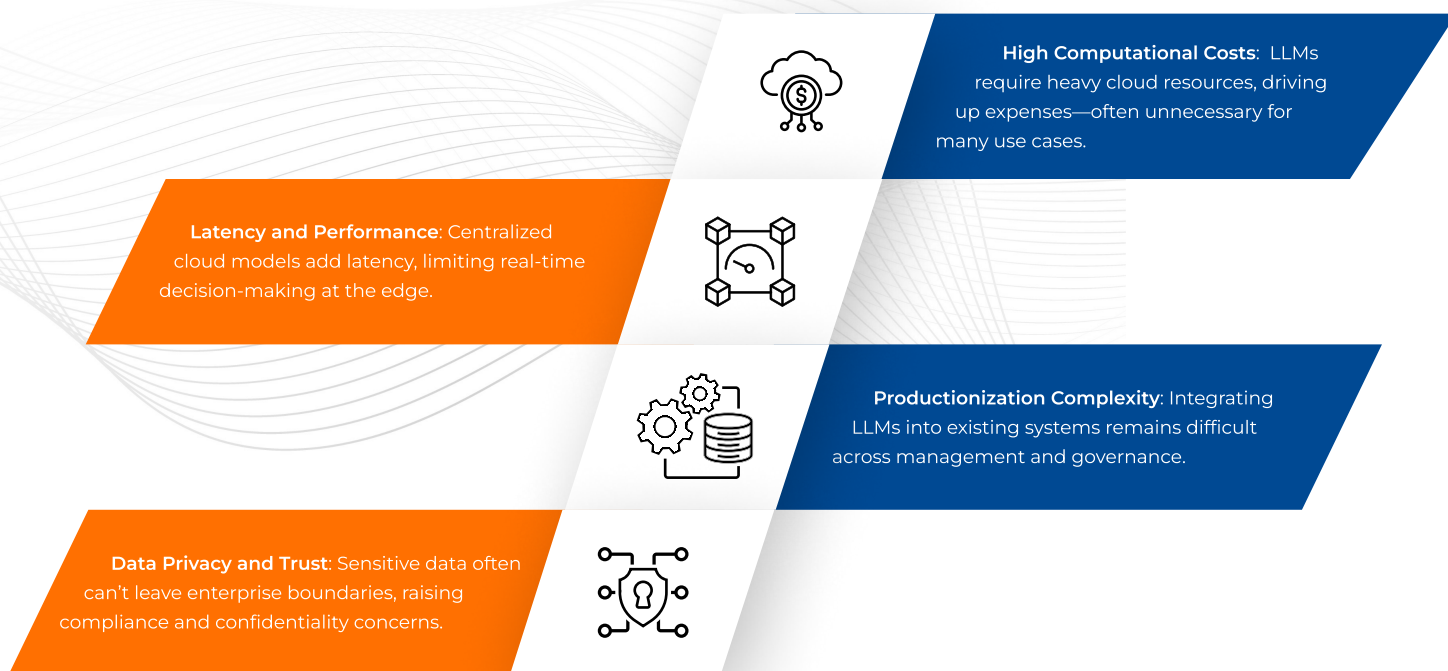 High Computational Costs: LLMs
require heavy cloud resources, driving
up expenses—often unnecessary for
many use cases.
Latency and Performance: Centralized
cloud models add latency, limiting real-time
decision-making at the edge.
Productionization Complexity: Integrating
LLMs into existing systems remains difficult
across management and governance.
Data Privacy and Trust: Sensitive data often
can’t leave enterprise boundaries, raising
compliance and confidentiality concerns.